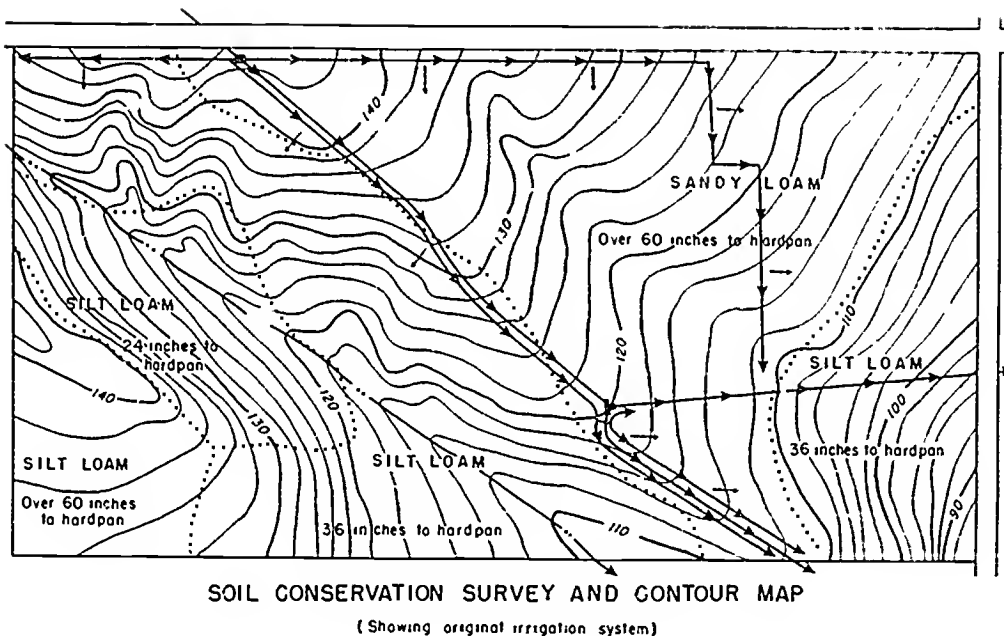 140
130
SANDY LOAM
Over 60 inches to hardpan
SILT LOAM
24 inches to
hardpan
140
130
120
120
110
SILT LOAM
100
36 inches to hardpan
90
SILT LOAM
Over 60 inches
to hardpan
SILT LOAM
36 inches to hardpan
110
SOIL CONSERVATION SURVEY AND CONTOUR MAP
(Showing original irrigation system)